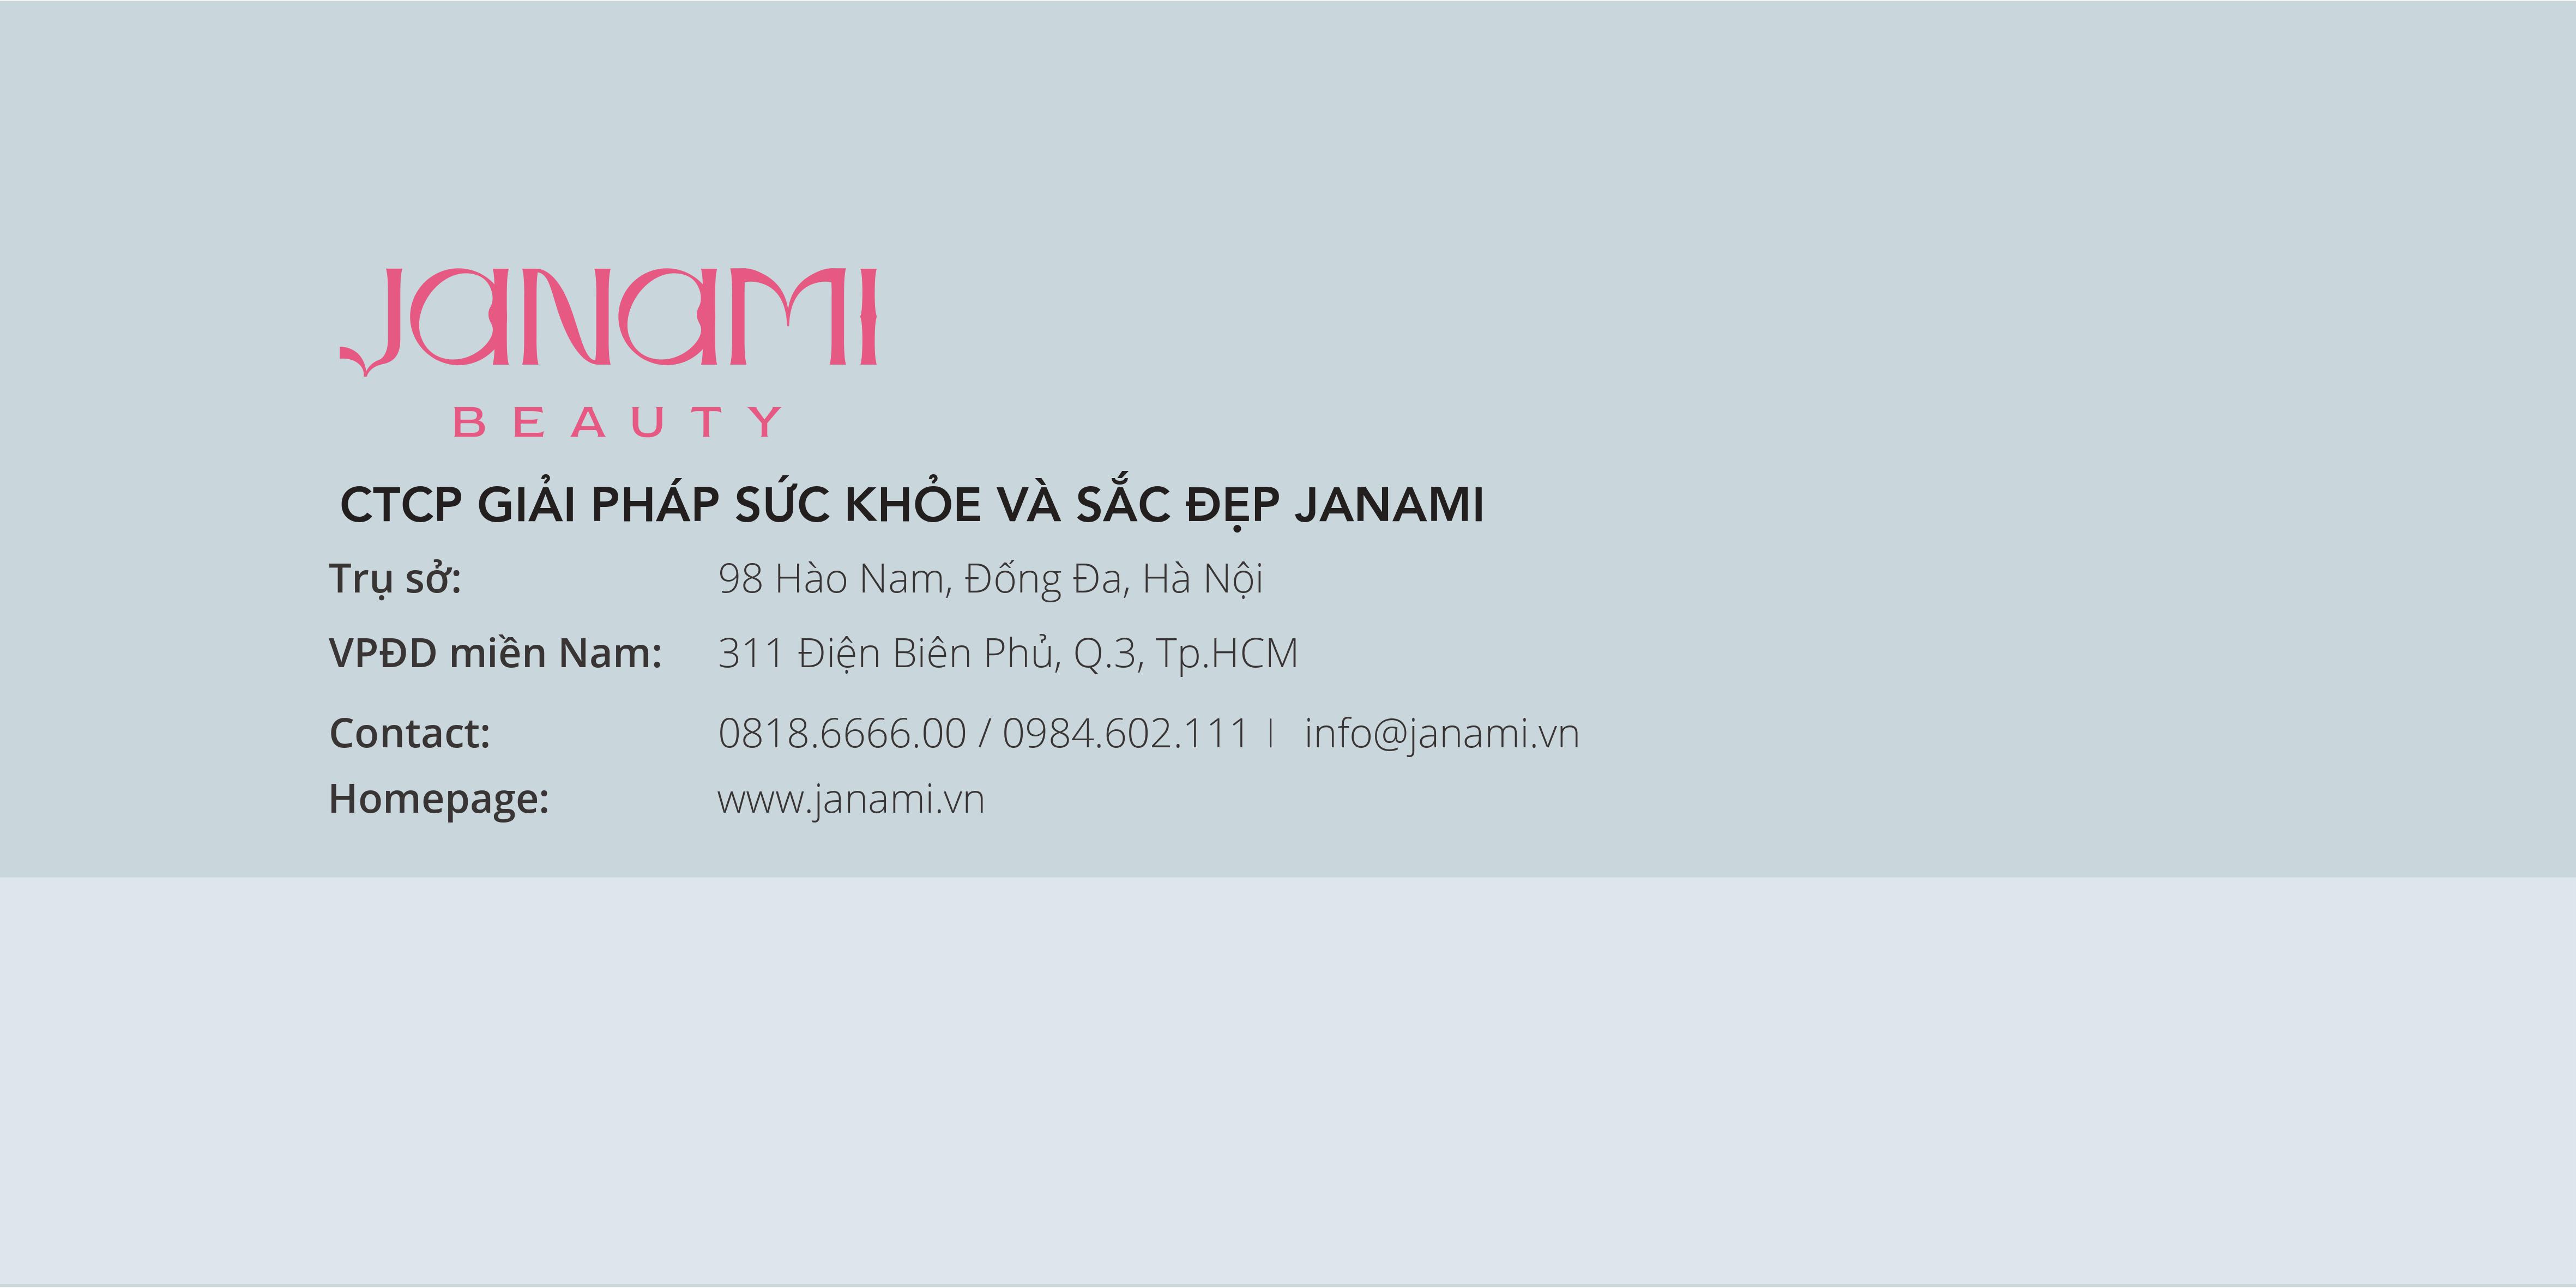 JANAMI
BEAUTY
CTCP GIẢI PHÁP SỨC KHỎE VÀ SẮC ĐẸP JANAMI
Trụ sở: 98 Hào Nam, Đống Đa, Hà Nội
VPĐD miền Nam: 311 Điện Biên Phủ, Q.3, Tp.HCM
Contact: 0818.6666.00 / 0984.602.111 | info@janami.vn
Homepage: www.janami.vn